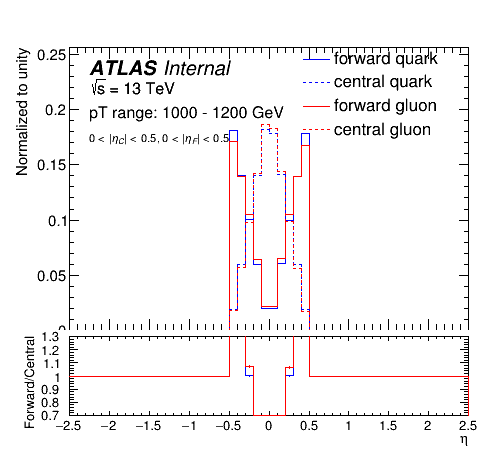 ATLAS Internal
√s = 13 TeV
pT range: 1000 - 1200 GeV
0 < |ηC| < 0.5, 0 < |ηF| < 0.5
forward quark
central quark
forward gluon
central gluon
Normalized to unity
0.25
0.2
0.15
0.1
0.05
0
Forward/Central
1.3
1.2
1.1
1
0.9
0.8
0.7
−2.5 −2 −1.5 −1 −0.5 0 0.5 1 1.5 2 2.5
η